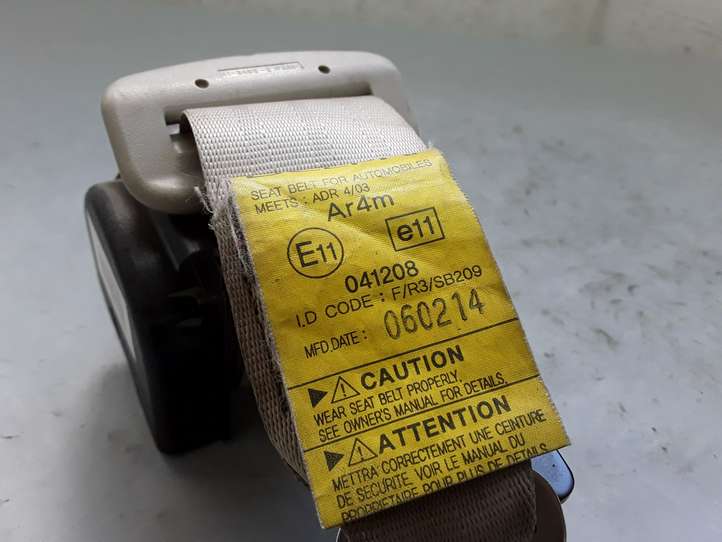 SEAT BELT FOR AUTOMOBILES
MEETS : ADR 4/03
Ar4m
E11 e11
041208
I.D CODE : F/R3/SB209
MFD.DATE : 060214
CAUTION
WEAR SEAT BELT PROPERLY.
SEE OWNER'S MANUAL FOR DETAILS.
ATTENTION
METTRA CORRECTEMENT UNE CEINTURE
DE SECURITE. VOIR LE MANUAL DU
PROPRIETAIRE POUR PLUS DE DETAILS.